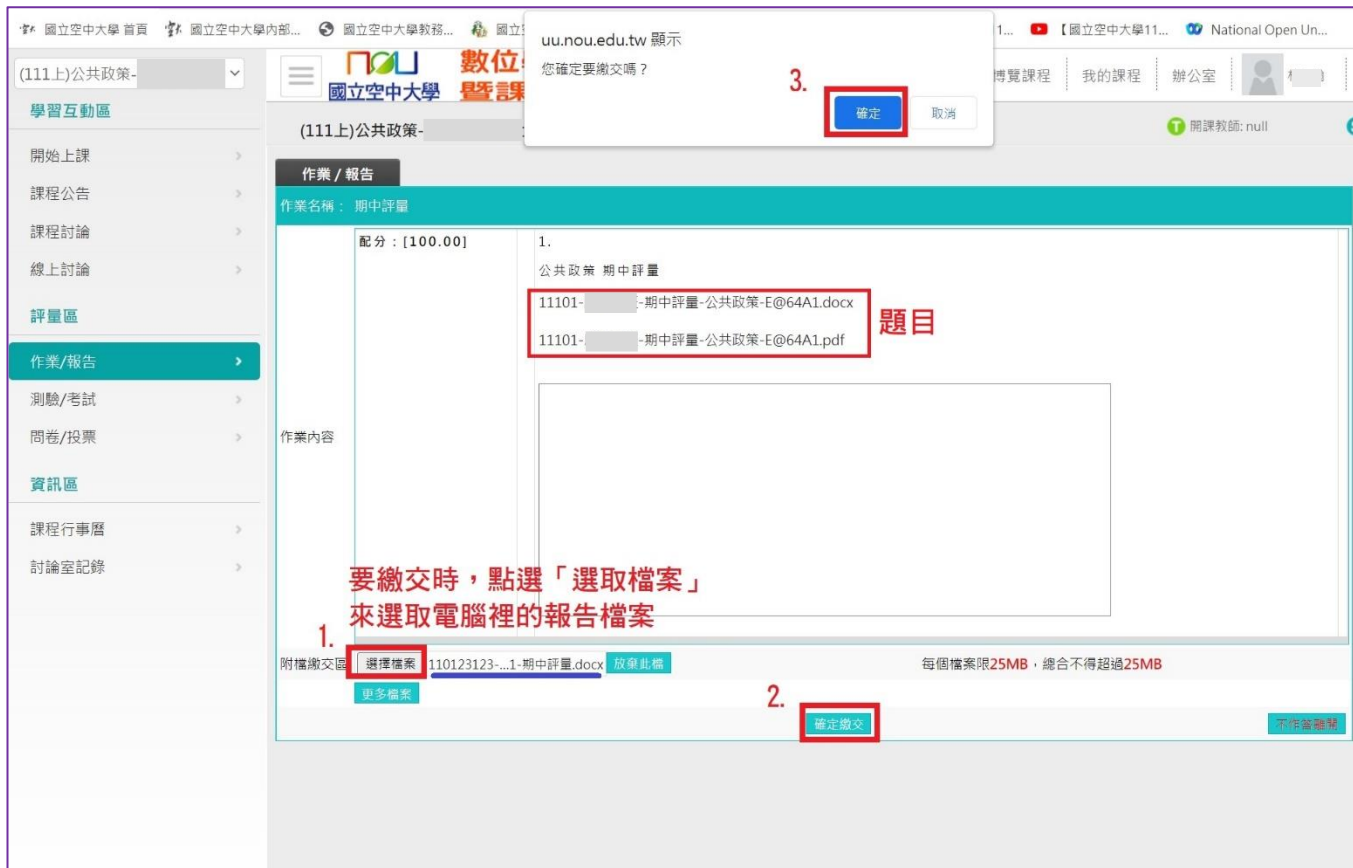 國立空中大學 首頁 國立空中大學內部... 國立空中大學教務... 國立
1... 【國立空中大學11... National Open Un...
uu.nou.edu.tw 顯示
您確定要繳交嗎？
3.
確定 取消
(111上)公共政策-
nou 國立空中大學
數位
暨課
博覽課程 我的課程 辦公室
(111上)公共政策-
開課教師: null
學習互動區
開始上課
課程公告
課程討論
線上討論
評量區
作業/報告
測驗/考試
問卷/投票
資訊區
課程行事曆
討論室記錄
作業 / 報告
作業名稱： 期中評量
作業內容
配分：[100.00]
1.
公共政策 期中評量
11101- -期中評量-公共政策-E@64A1.docx
11101- -期中評量-公共政策-E@64A1.pdf
題目
要繳交時，點選「選取檔案」
來選取電腦裡的報告檔案
1.
附檔繳交區 選擇檔案 110123123-...1-期中評量.docx 放棄此檔
每個檔案限25MB，總合不得超過25MB
更多檔案
2.
確定繳交
不作答離開